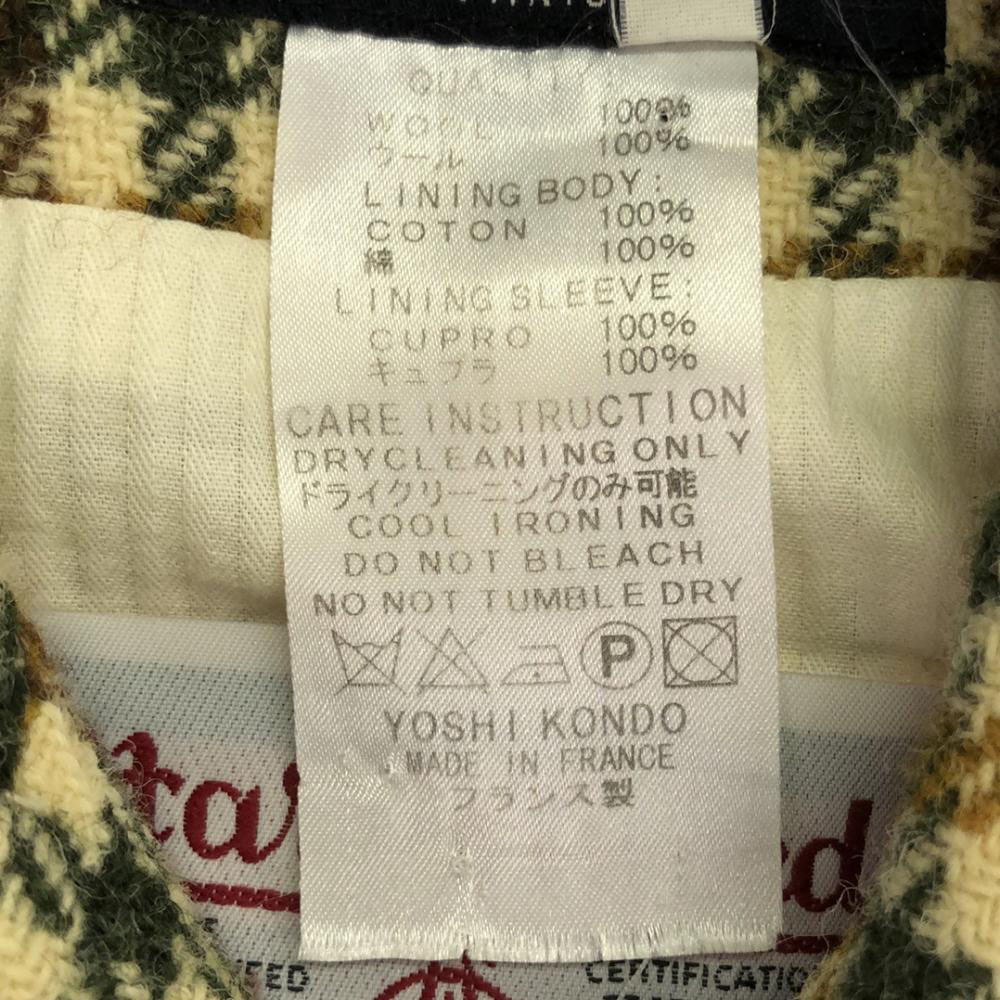 QUALITY :
WOOL 100%
ウール 100%
LINING BODY :
COTON 100%
綿 100%
LINING SLEEVE :
CUPRO 100%
キュプラ 100%
CARE INSTRUCTION
DRYCLEANING ONLY
ドライクリーニングのみ可能
COOL IRONING
DO NOT BLEACH
NO NOT TUMBLE DRY
P
YOSHI KONDO
MADE IN FRANCE
フランス製
CERTIFICATIO